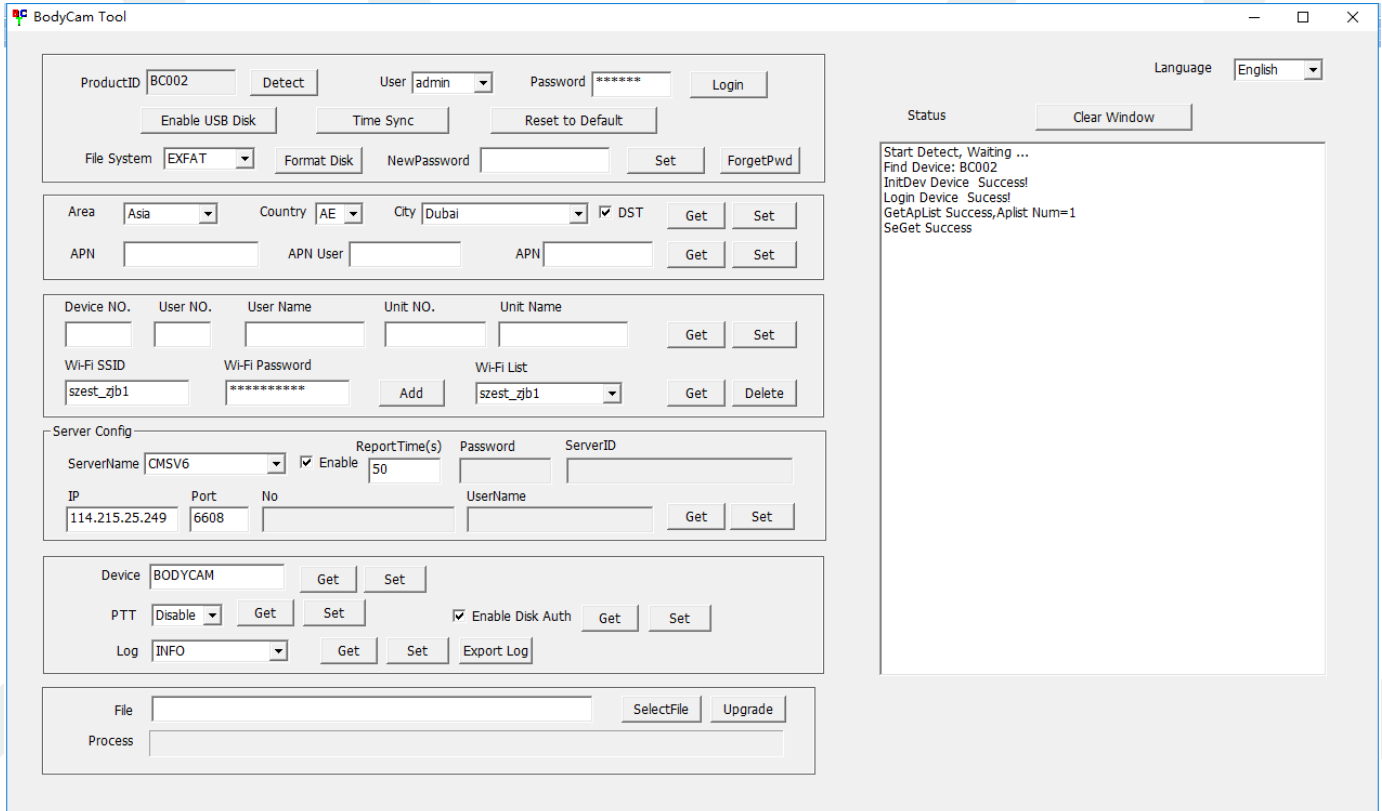 BodyCam Tool
ProductID BC002 Detect User admin Password ****** Login
Enable USB Disk Time Sync Reset to Default
File System EXFAT Format Disk NewPassword Set ForgetPwd
Area Asia Country AE City Dubai DST Get Set
APN APN User APN Get Set
Device NO. User NO. User Name Unit NO. Unit Name
Get Set
Wi-Fi SSID Wi-Fi Password Wi-Fi List
szest_zjb1 ********** Add szest_zjb1 Get Delete
Server Config
ReportTime(s) Password ServerID
ServerName CMSV6 Enable 50
IP Port No UserName
114.215.25.249 6608 Get Set
Device BODYCAM Get Set
PTT Disable Get Set Enable Disk Auth Get Set
Log INFO Get Set Export Log
File SelectFile Upgrade
Process
Language English
Status Clear Window
Start Detect, Waiting ...
Find Device: BC002
InitDev Device  Success!
Login Device  Sucess!
GetApList Success,Aplist Num=1
SeGet Success